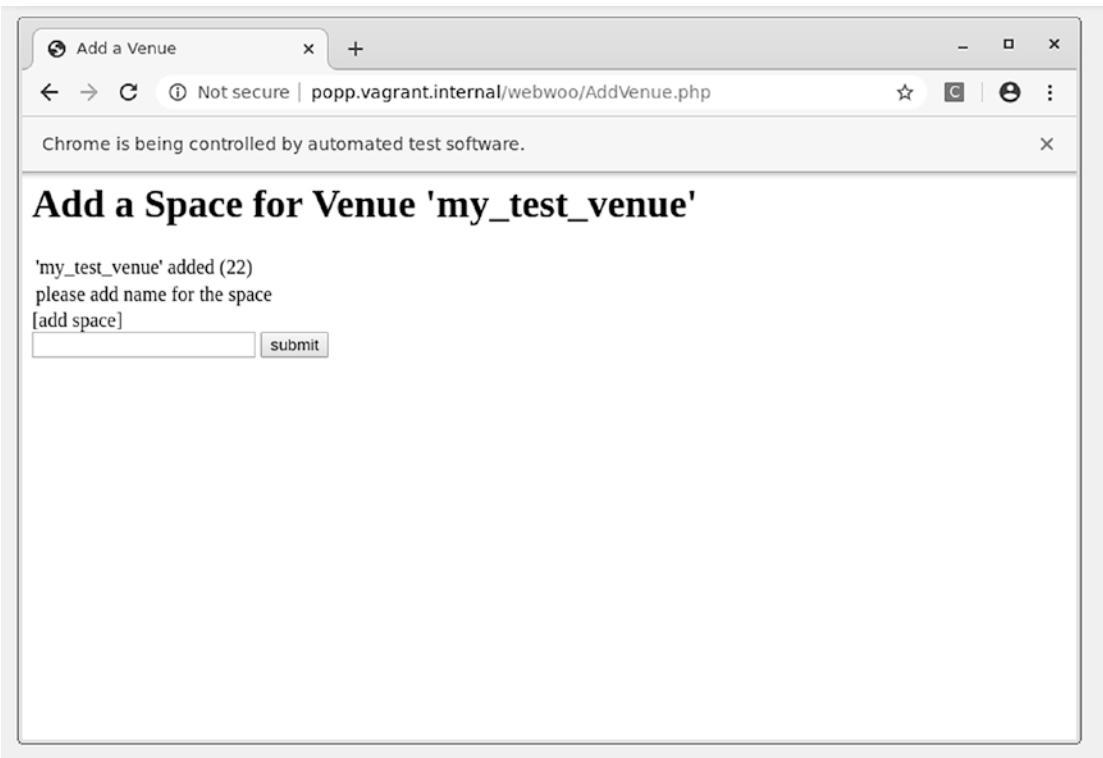 Add a Venue
Not secure | popp.vagrant.internal/webwoo/AddVenue.php
C
Chrome is being controlled by automated test software.
Add a Space for Venue 'my_test_venue'
'my_test_venue' added (22)
please add name for the space
[add space]
submit